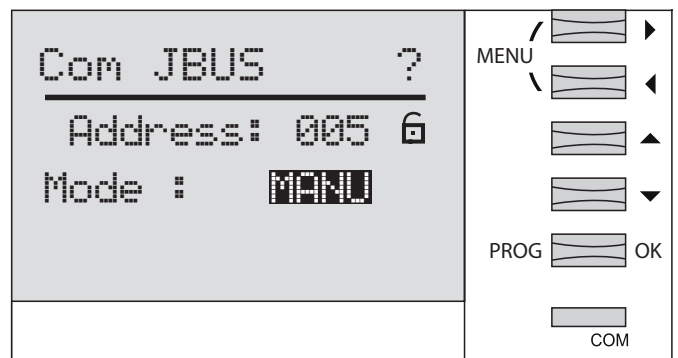 Com JBUS ?
Address: 005
Mode : MANU
MENU
PROG OK
COM